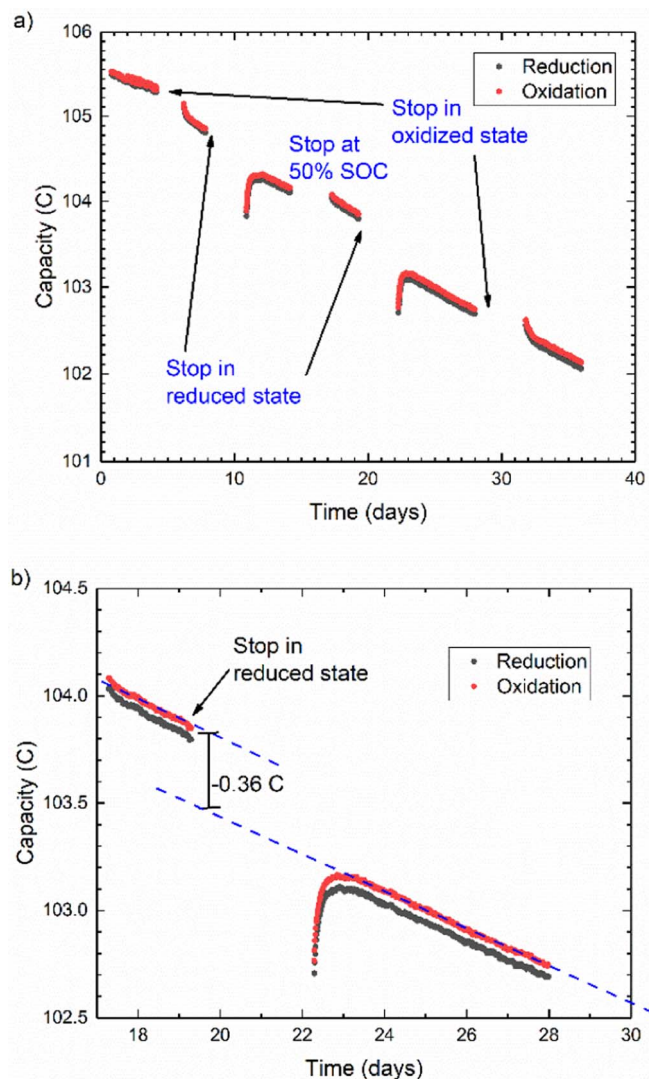 a)
106
105
104
103
102
101
Capacity (C)
Reduction
Oxidation
Stop in
oxidized state
Stop at
50% SOC
Stop in
reduced state
0
10
20
30
40
Time (days)
b)
104.5
104.0
103.5
103.0
102.5
Capacity (C)
Stop in
reduced state
Reduction
Oxidation
-0.36 C
18
20
22
24
26
28
30
Time (days)